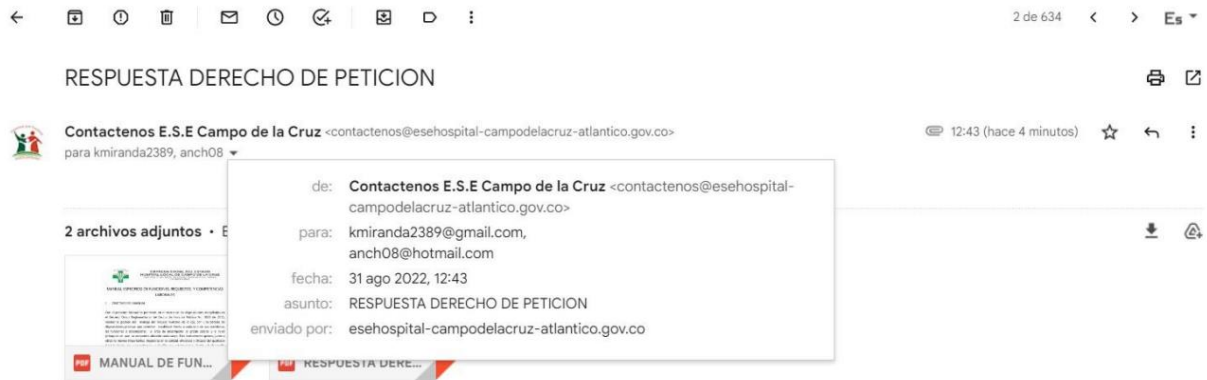 2 de 634
Es
RESPUESTA DERECHO DE PETICION
Contactenos E.S.E Campo de la Cruz <contactenos@esehospital-campodelacruz-atlantico.gov.co>
12:43 (hace 4 minutos)
para kmiranda2389, anch08
de: Contactenos E.S.E Campo de la Cruz <contactenos@esehospital-
campodelacruz-atlantico.gov.co>
2 archivos adjuntos •
para: kmiranda2389@gmail.com,
anch08@hotmail.com
fecha: 31 ago 2022, 12:43
asunto: RESPUESTA DERECHO DE PETICION
enviado por: esehospital-campodelacruz-atlantico.gov.co
PDF MANUAL DE FUN...
PDF RESPUESTA DERE...